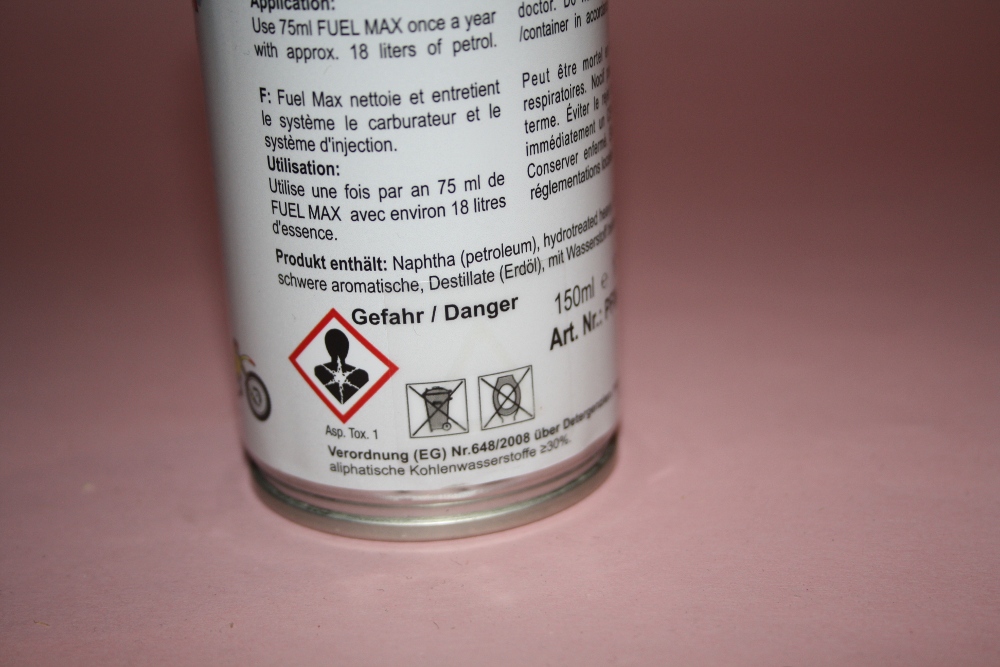 Application:
Use 75ml FUEL MAX once a year
with approx. 18 liters of petrol.
F: Fuel Max nettoie et entretient
le système le carburateur et le
système d'injection.
Utilisation:
Utilise une fois par an 75 ml de
FUEL MAX avec environ 18 litres
d'essence.
doctor. Do
/container in
Peut être mortel
respiratoires.
terme. Éviter le
immédiatement un
Conserver
réglementations
Produkt enthält: Naphtha (petroleum), hydrotreated
schwere aromatische, Destillate (Erdöl), mit Wasserstoff
Gefahr / Danger
150ml e
Art. Nr.:
Asp. Tox. 1
Verordnung (EG) Nr.648/2008 über
aliphatische Kohlenwasserstoffe ≥30%.